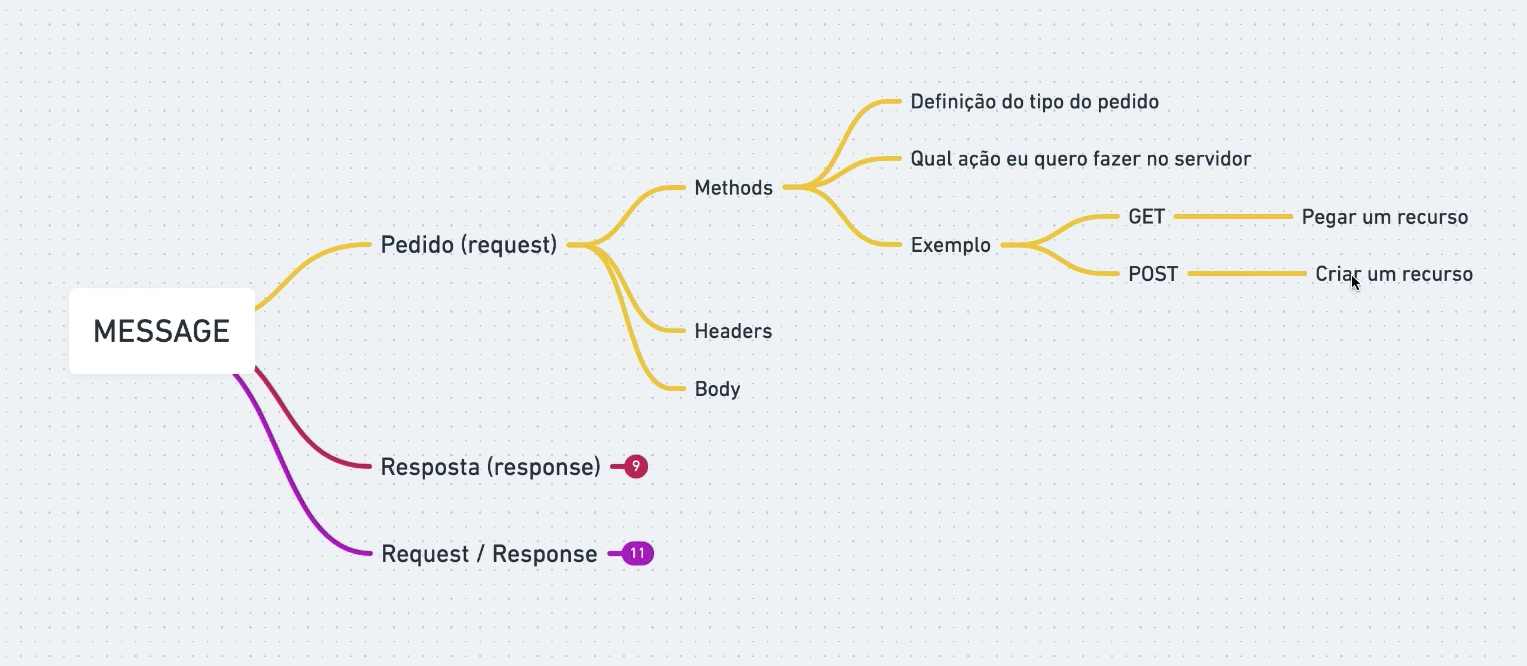 MESSAGE
Pedido (request)
Methods
Definição do tipo do pedido
Qual ação eu quero fazer no servidor
Exemplo
GET
Pegar um recurso
POST
Criar um recurso
Headers
Body
Resposta (response)
9
Request / Response
11